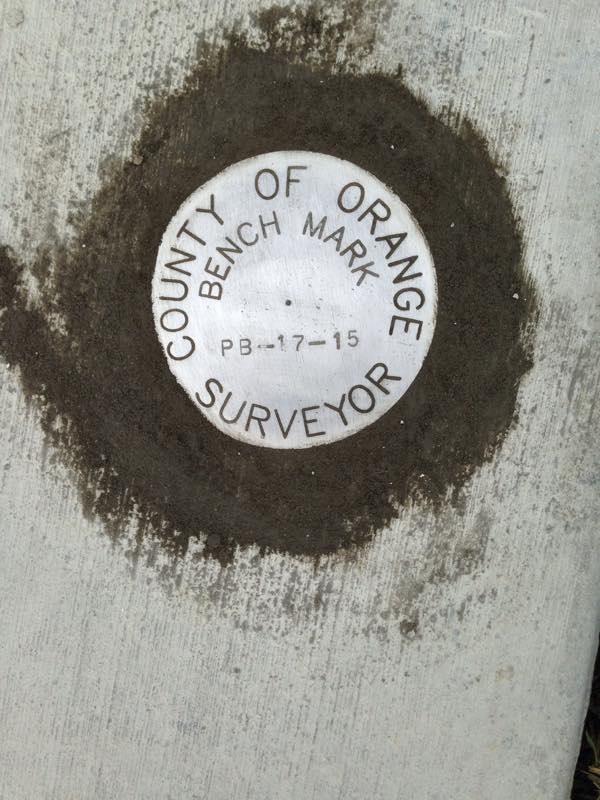 COUNTY OF ORANGE
BENCH MARK
PB-17-15
SURVEYOR